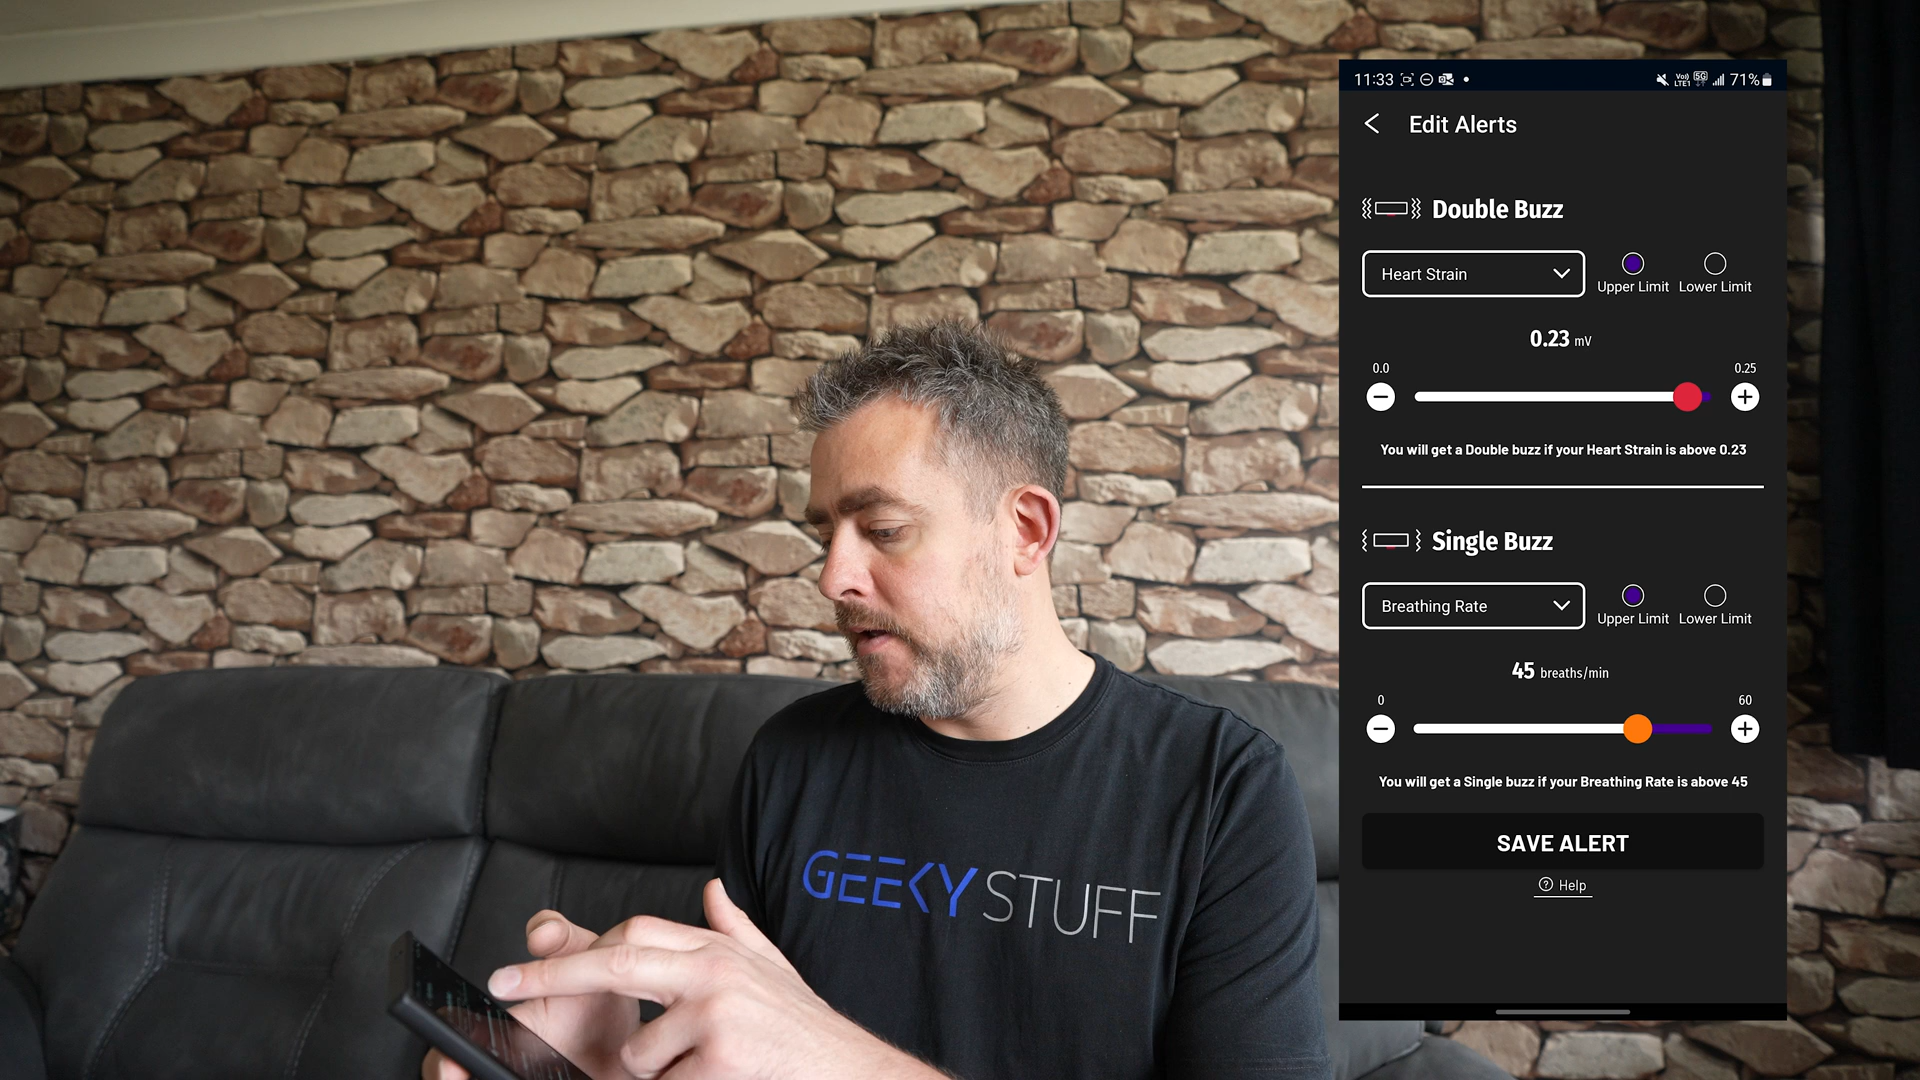 11:33
Vo))
LTE1
5G
71%
Edit Alerts
Double Buzz
Heart Strain
Upper Limit
Lower Limit
0.23 mV
0.0
0.25
You will get a Double buzz if your Heart Strain is above 0.23
Single Buzz
Breathing Rate
Upper Limit
Lower Limit
45 breaths/min
0
60
You will get a Single buzz if your Breathing Rate is above 45
SAVE ALERT
Help
GEEKY STUFF